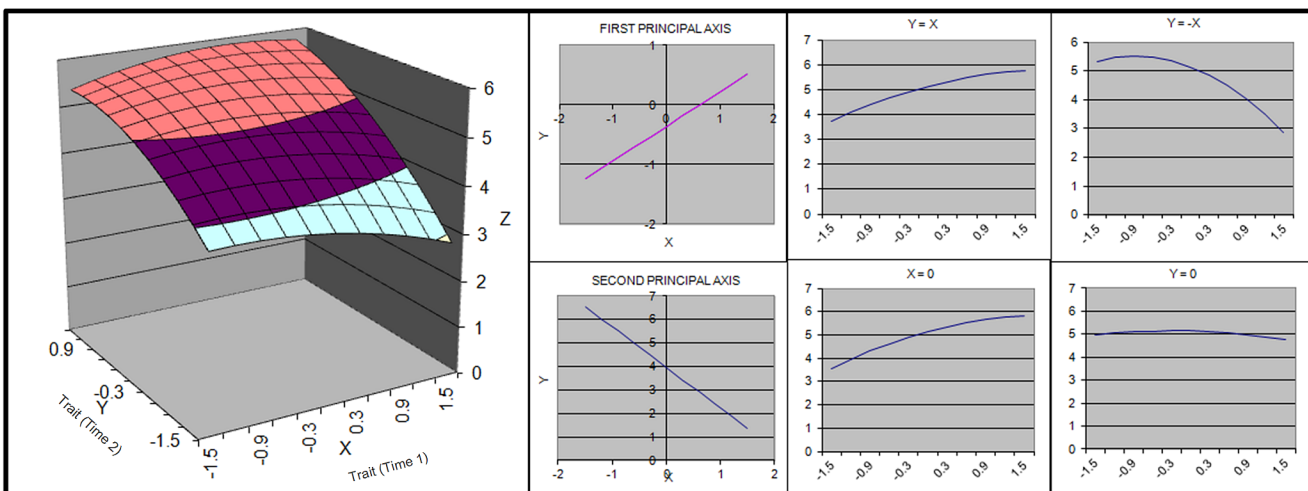 6
5
4
Z
3
2
1
0
0.9
-0.3
Y
-1.5
Trait (Time 2)
-1.5
-0.9
-0.3
0.3
0.9
1.5
X
Trait (Time 1)
FIRST PRINCIPAL AXIS
1
0
-2 -1 0 1 2
Y
-1
-2
X
Y = X
7
6
5
4
3
2
1
0
-1.5 -0.9 -0.3 0.3 0.9 1.5
Y = -X
6
5
4
3
2
1
0
-1.5 -0.9 -0.3 0.3 0.9 1.5
SECOND PRINCIPAL AXIS
7
6
5
4
Y
3
2
1
0
-2 -1 0 1 2
X
X = 0
7
6
5
4
3
2
1
0
-1.5 -0.9 -0.3 0.3 0.9 1.5
Y = 0
7
6
5
4
3
2
1
0
-1.5 -0.9 -0.3 0.3 0.9 1.5